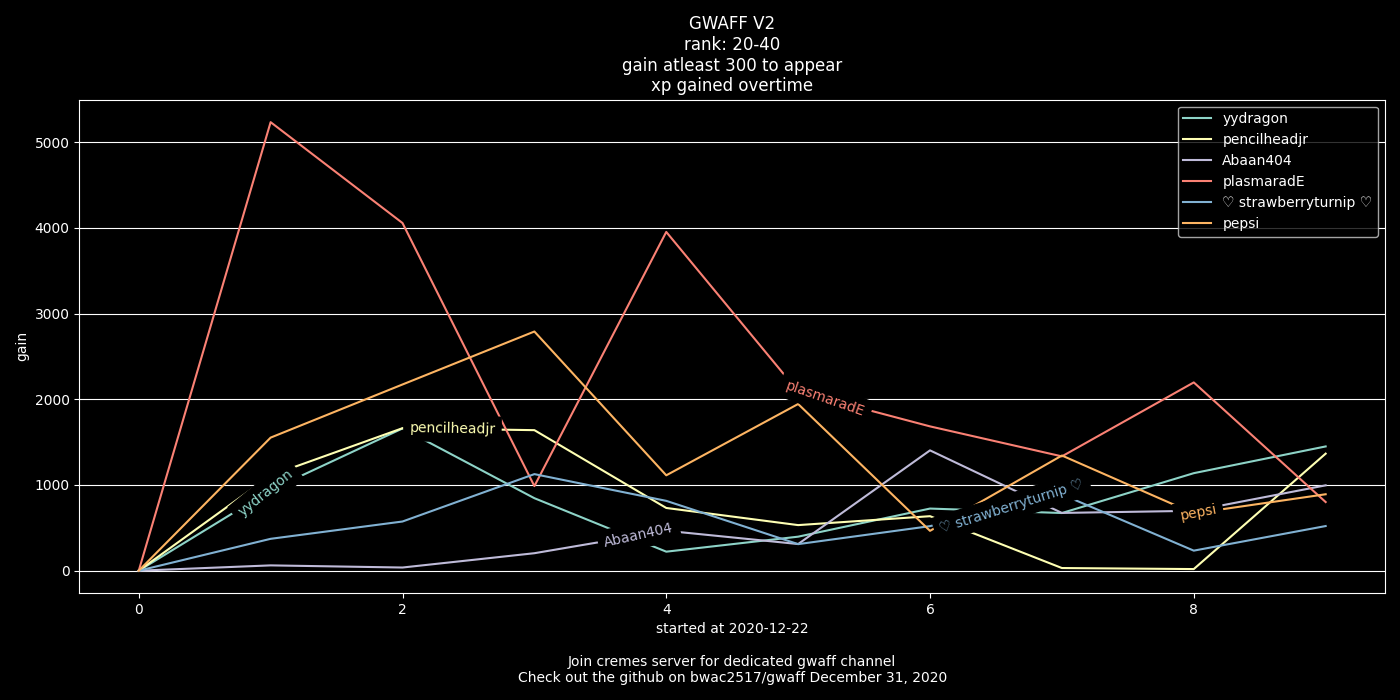 GWAFF V2
rank: 20-40
gain atleast 300 to appear
xp gained overtime
yydragon
pencilheadjr
Abaan404
plasmaradE
♡ strawberryturnip ♡
pepsi
gain
5000
4000
3000
2000
1000
0
plasmaradE
pencilheadjr
yydragon
Abaan404
♡ strawberryturnip ♡
pepsi
0 2 4 6 8
started at 2020-12-22
Join cremes server for dedicated gwaff channel
Check out the github on bwac2517/gwaff December 31, 2020